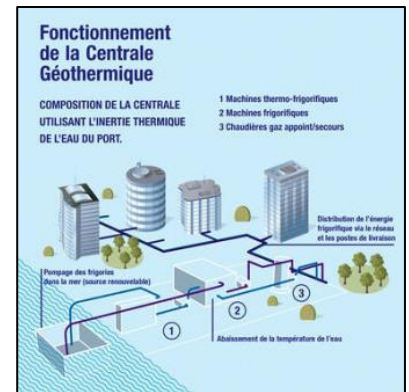 Fonctionnement
de la Centrale
Géothermique
COMPOSITION DE LA CENTRALE
UTILISANT L'INERTIE THERMIQUE
DE L'EAU DU PORT.
1 Machines thermo-frigorifiques
2 Machines frigorifiques
3 Chaudières gaz appoint/secours
Distribution de l'énergie
frigorifique via le réseau
et les postes de livraison
Pompage des frigories
dans la mer (source renouvelable)
1
2
3
Abaissement de la température de l'eau